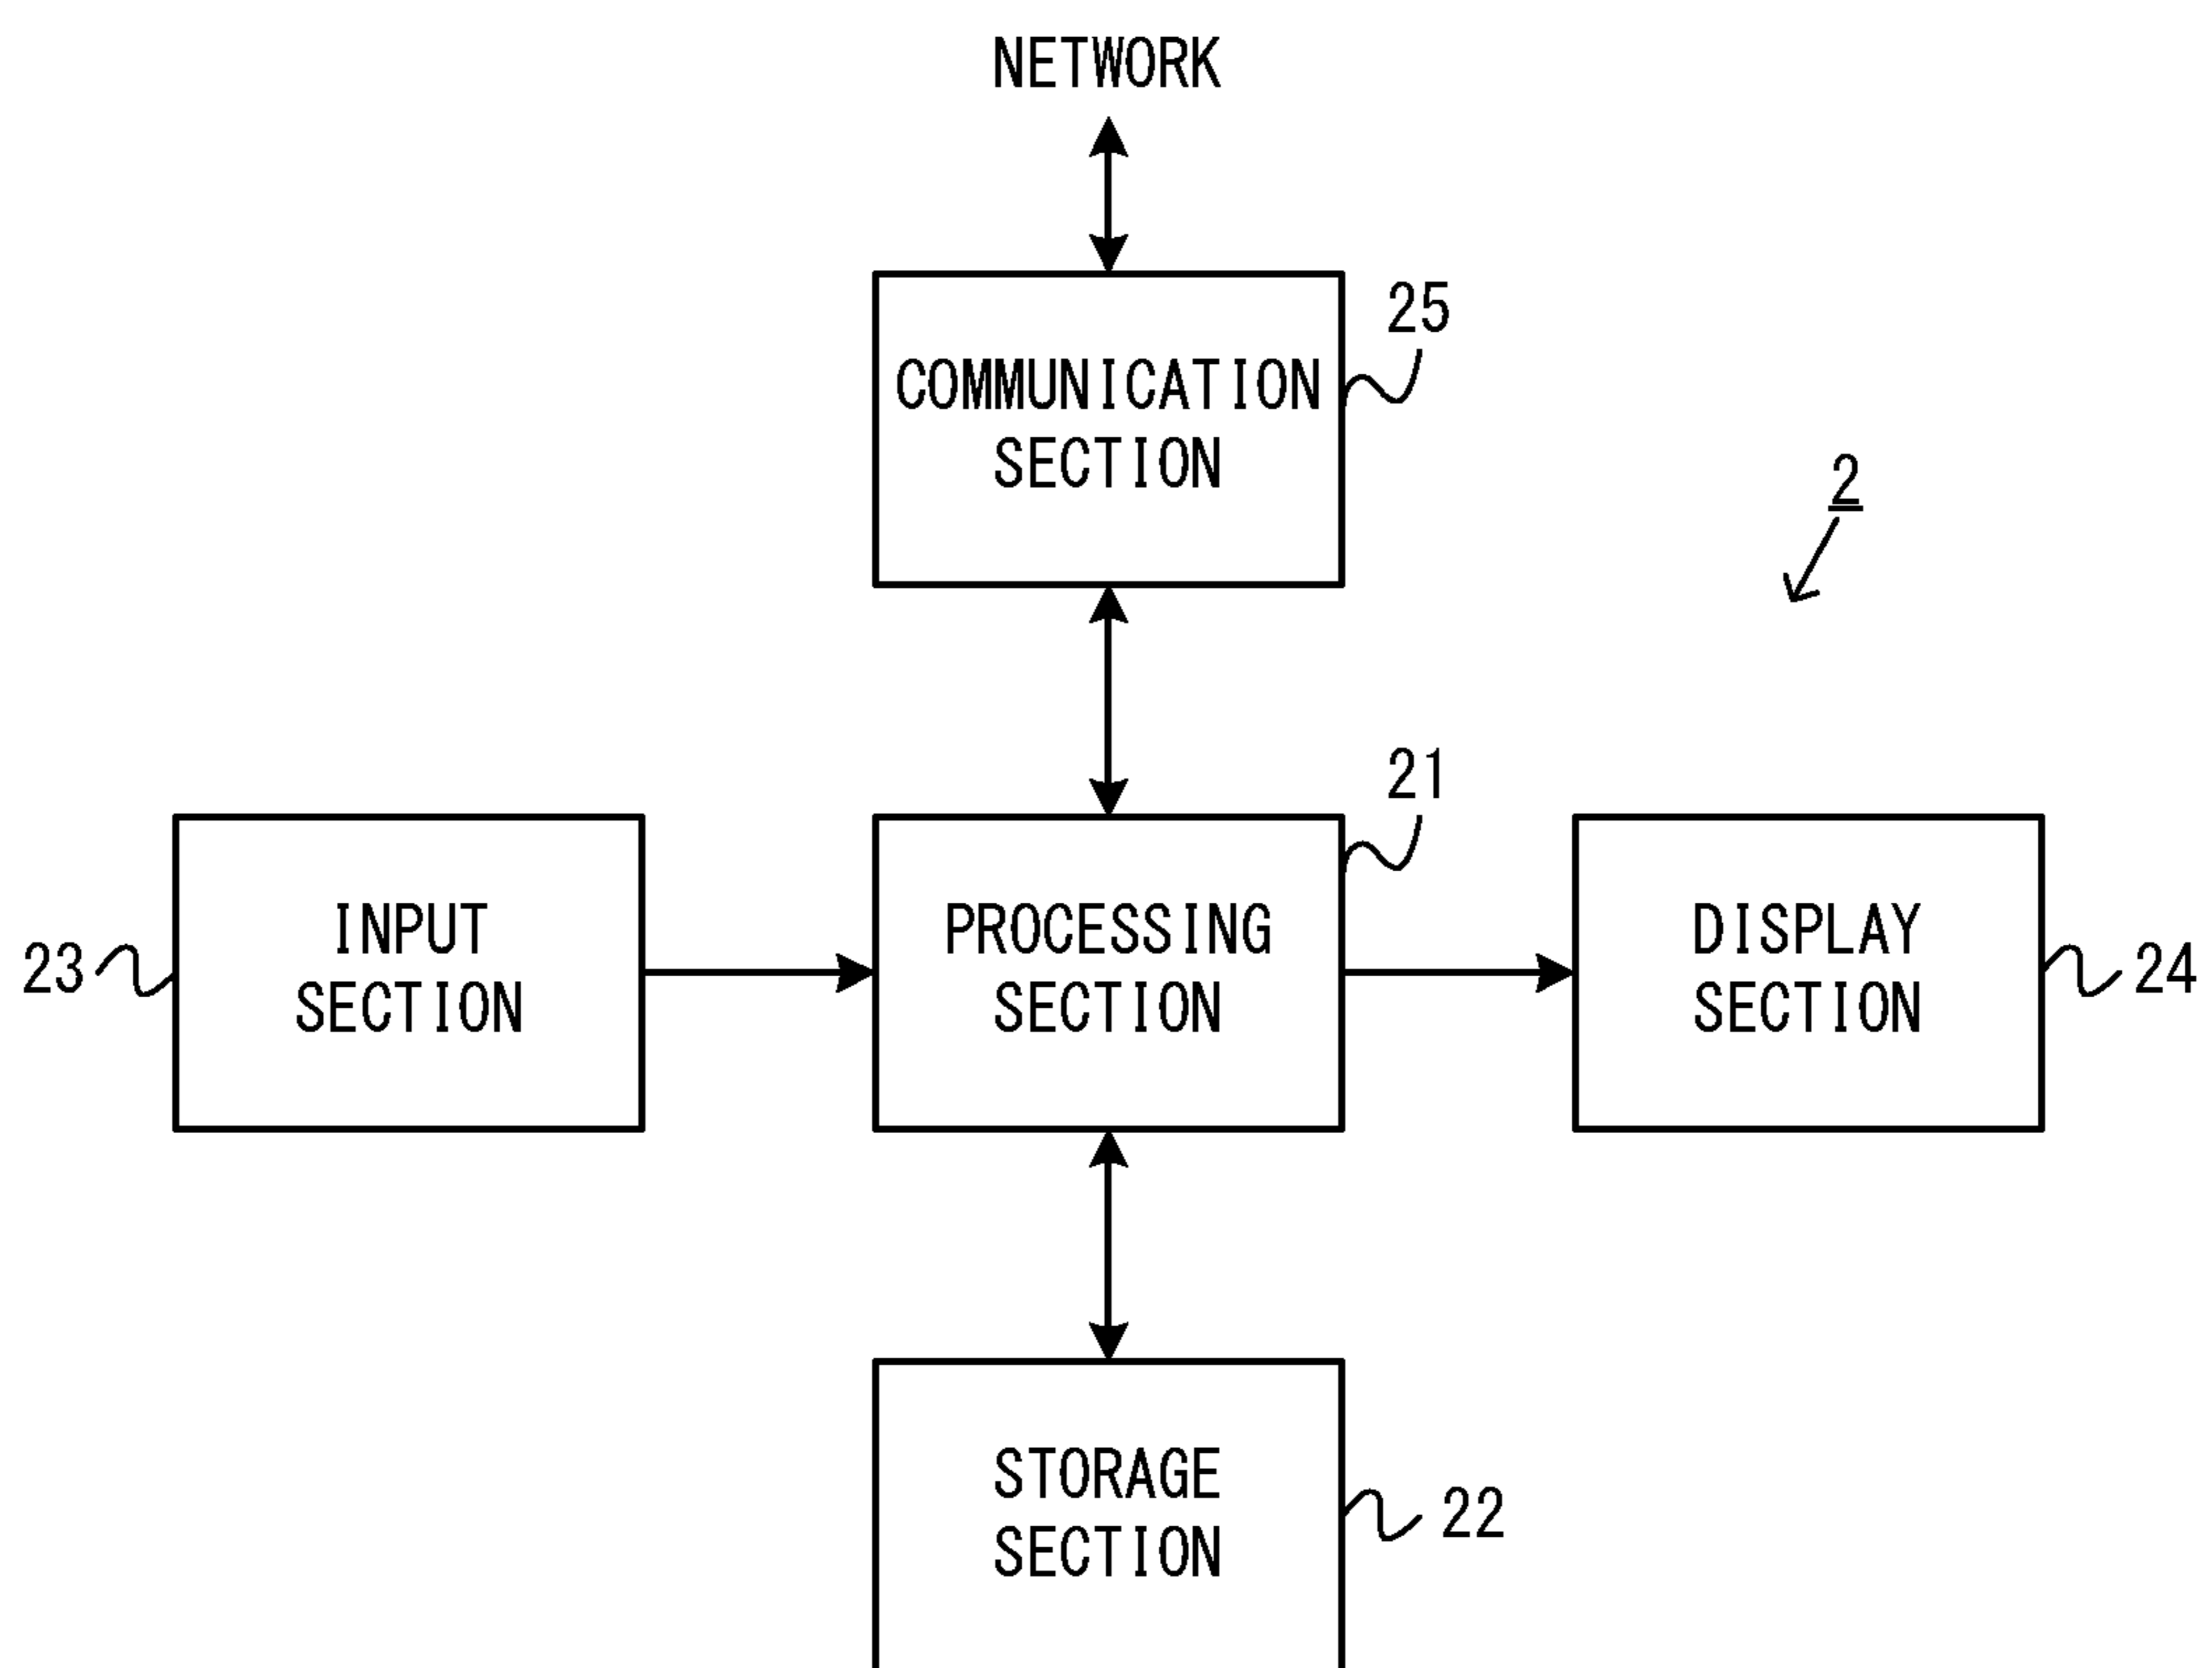 NETWORK
25
COMMUNICATION
SECTION
2
21
INPUT
SECTION
23
PROCESSING
SECTION
DISPLAY
SECTION
24
STORAGE
SECTION
22